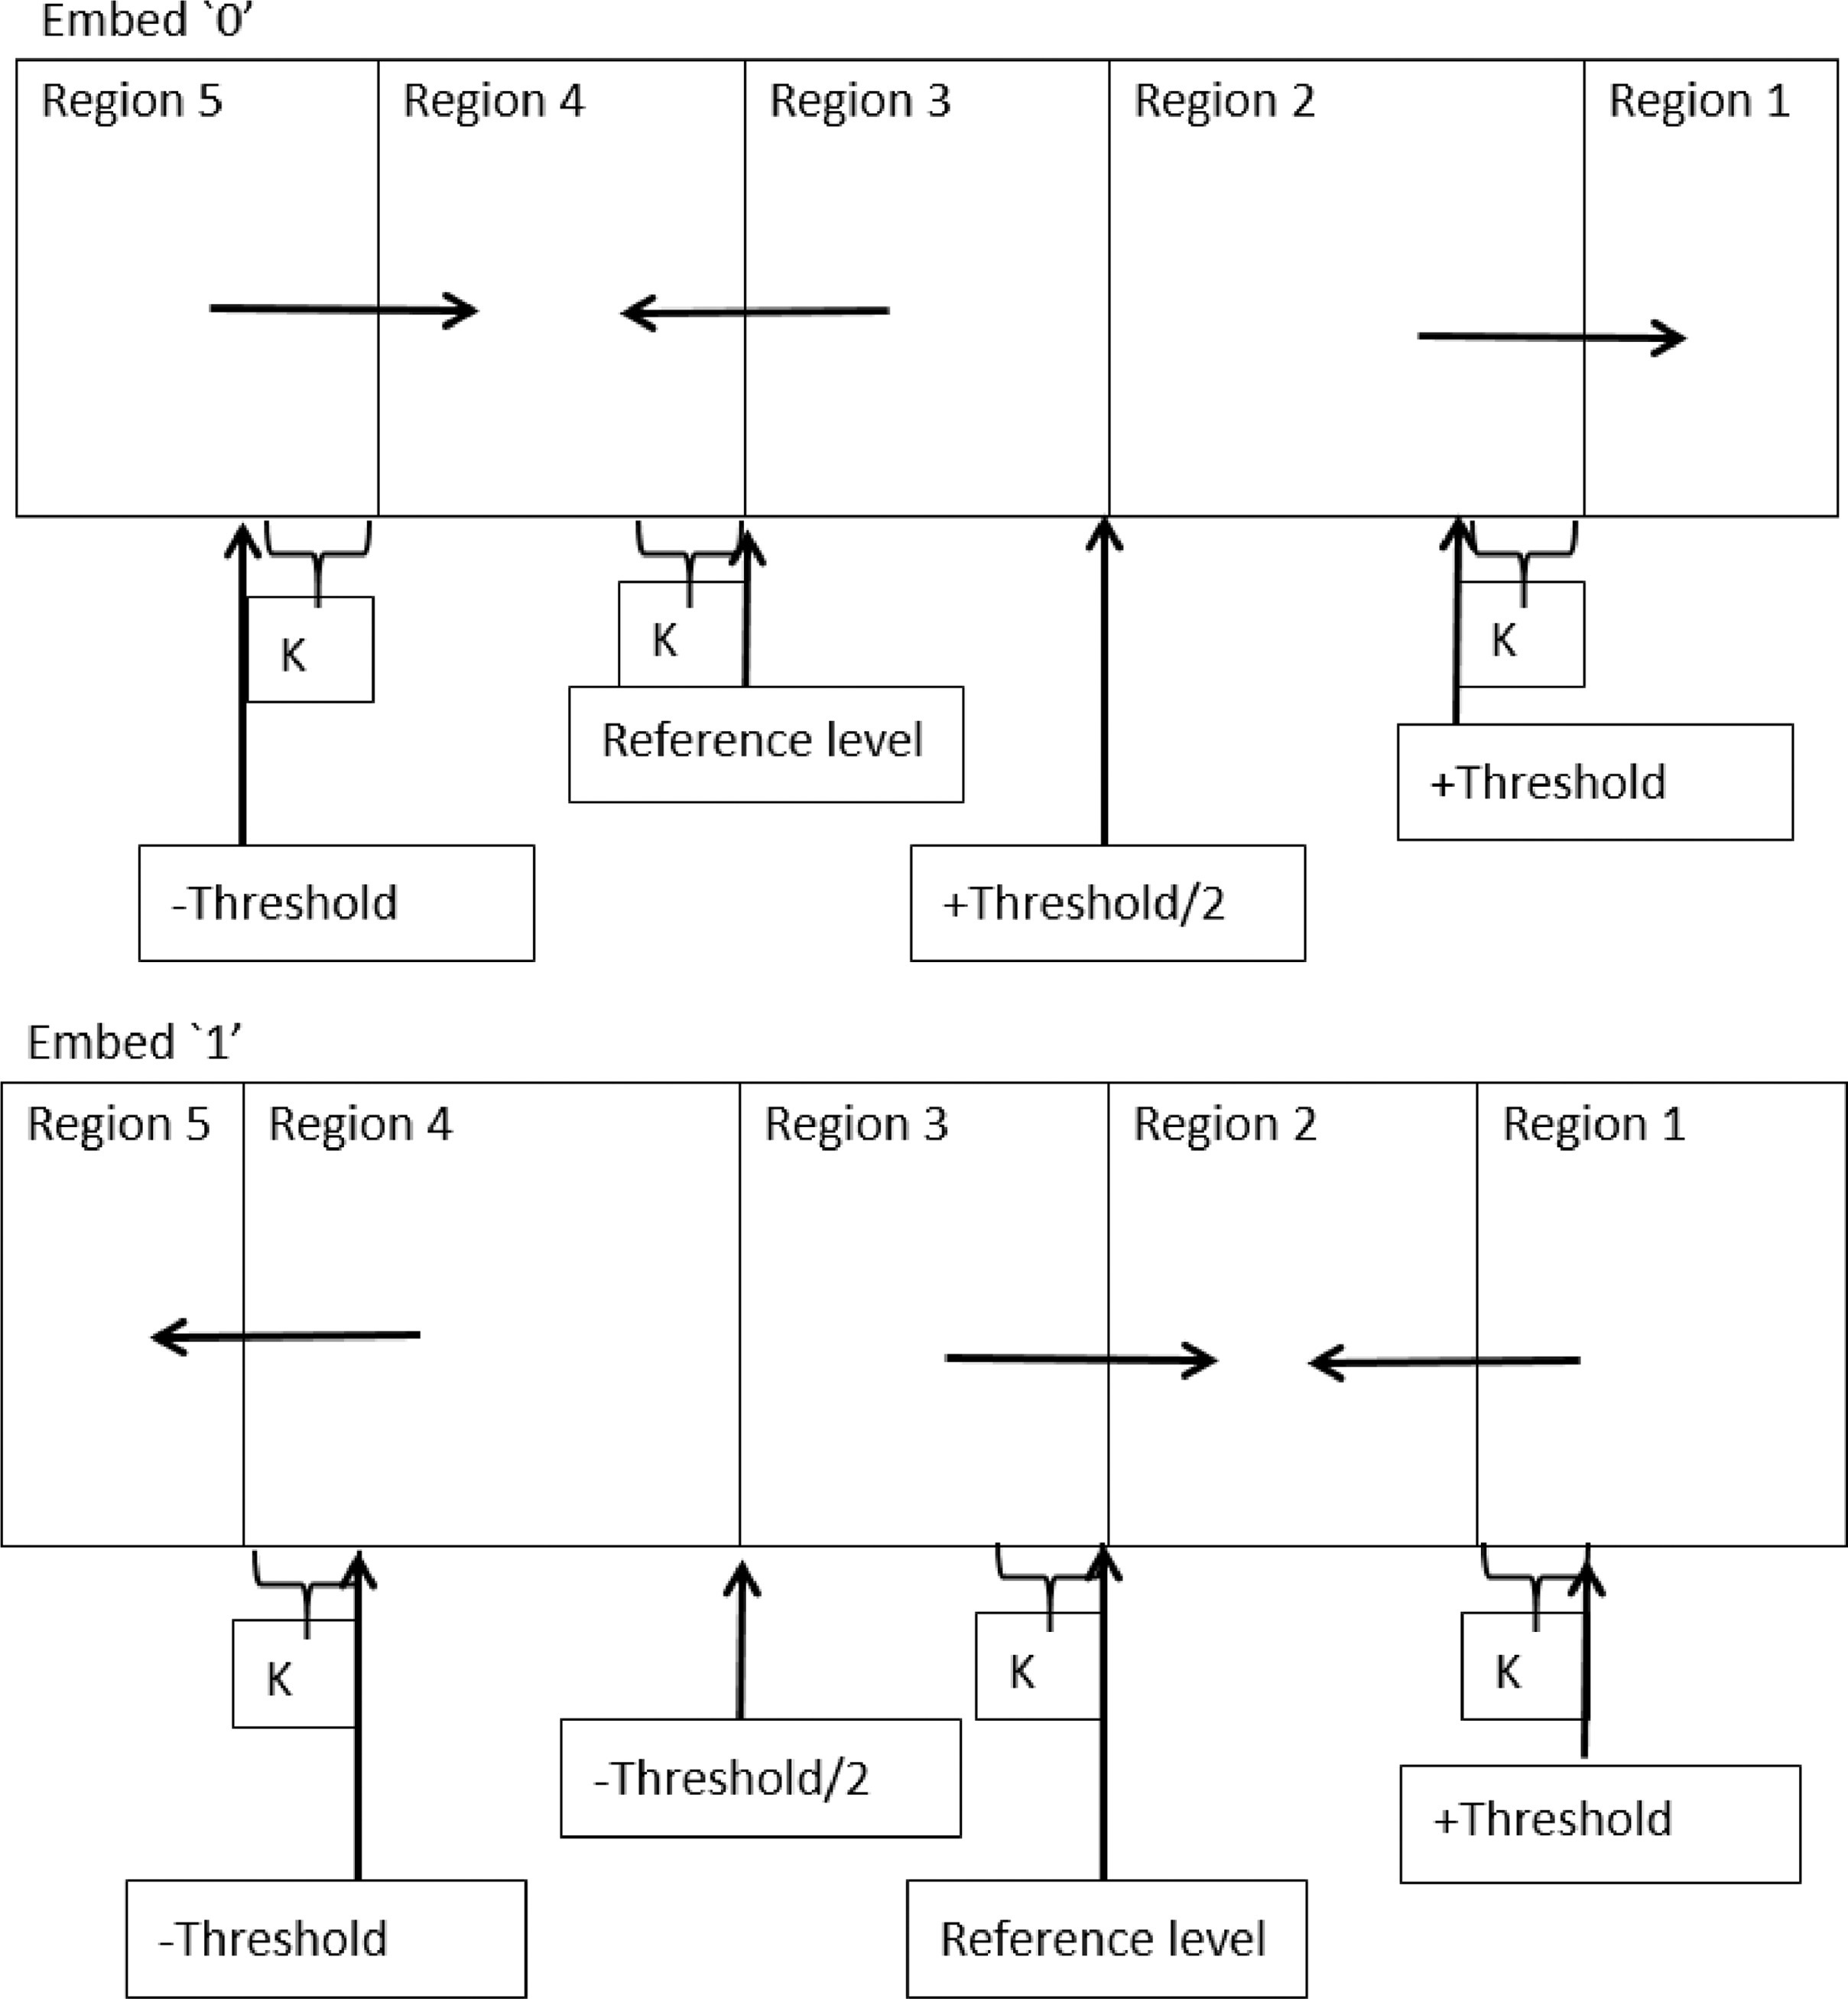 Embed `0’
Region 5
Region 4
Region 3
Region 2
Region 1
K
K
K
Reference level
+Threshold
-Threshold
+Threshold/2
Embed `1’
Region 5
Region 4
Region 3
Region 2
Region 1
K
K
K
-Threshold/2
+Threshold
-Threshold
Reference level